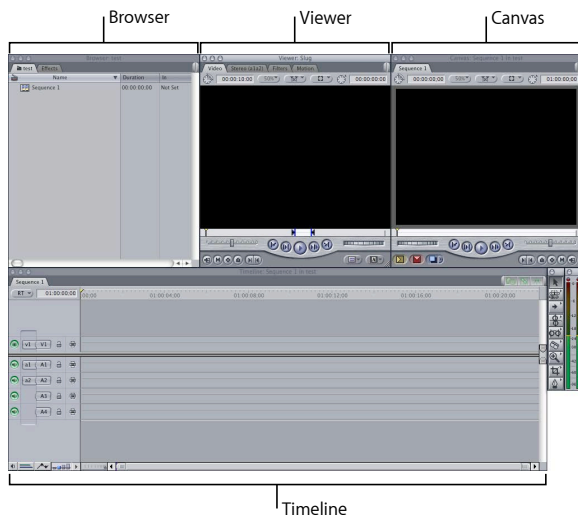 Browser Viewer Canvas
Browser: test Viewer: Slug Canvas: Sequence 1 in test
test Effects Video Stereo (a1a2) Filters Motion Sequence 1
Name Duration In 00:00:10:00 50% 00:00:00:00 00:00:00:00 50% 01:00:00:00
Sequence 1 00:00:00:00 Not Set
Timeline: Sequence 1 in test
Sequence 1
RT 01:00:00:00 00:00 01:00:04:00 01:00:08:00 01:00:12:00 01:00:16:00 01:00:20:00
v1 V1
a1 A1
a2 A2
A3
A4
Timeline